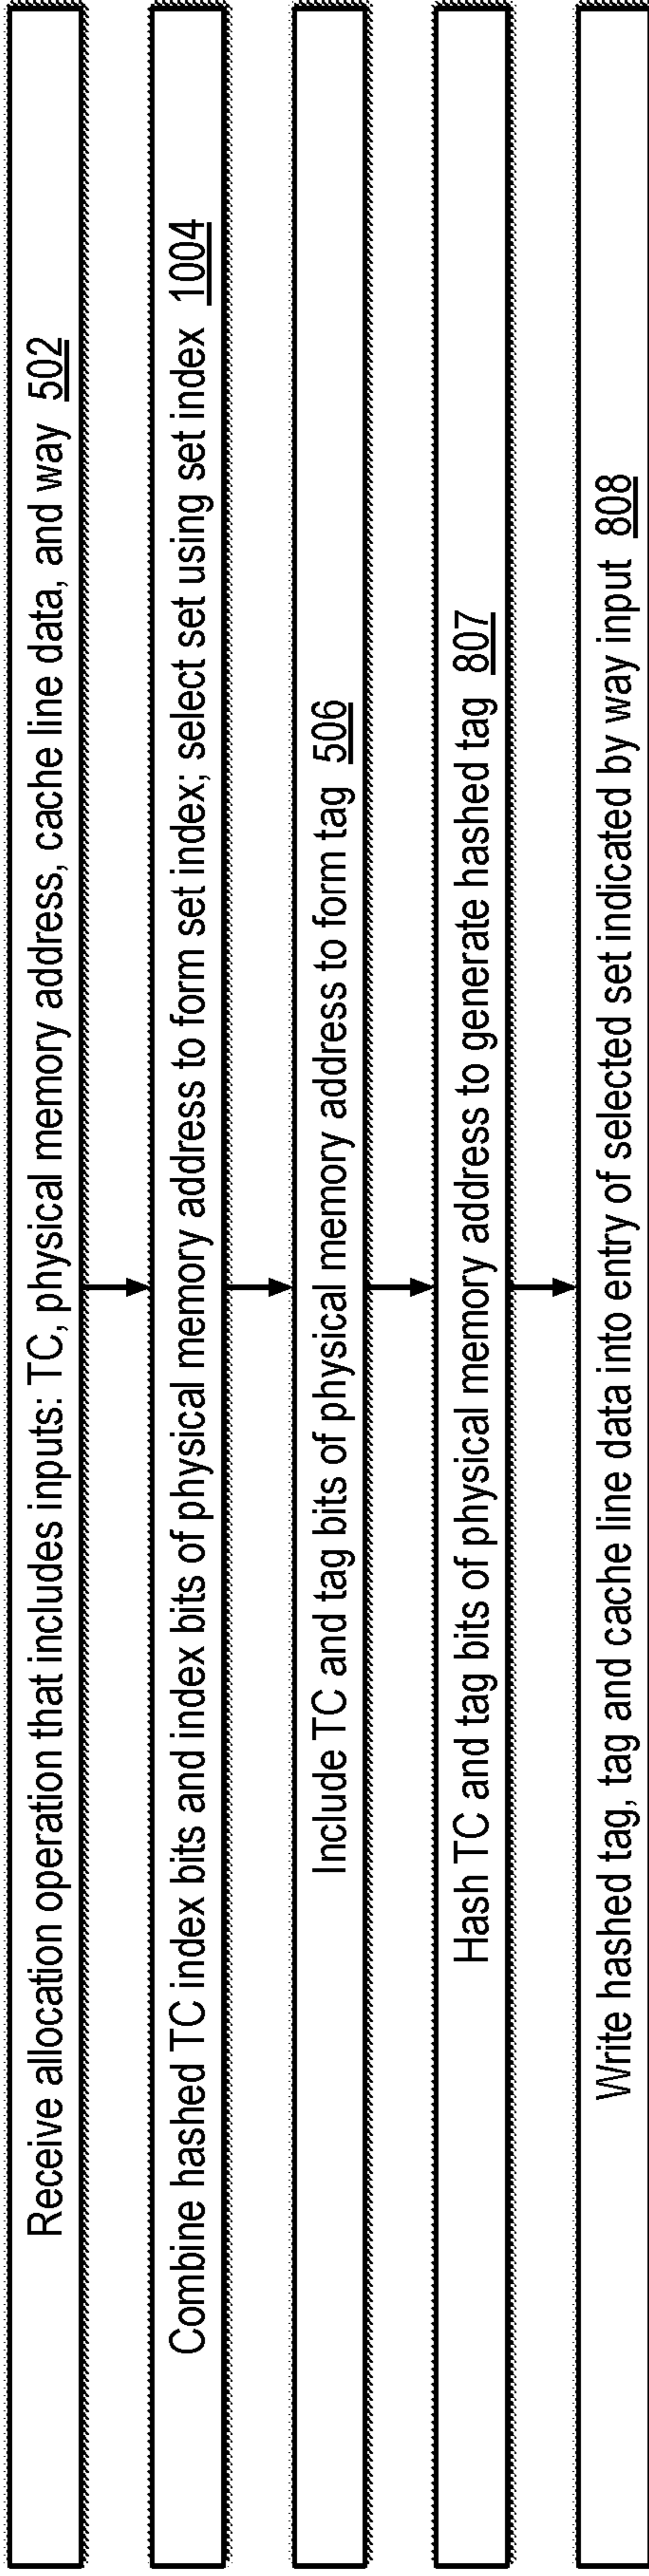 Receive allocation operation that includes inputs: TC, physical memory address, cache line data, and way 502
Combine hashed TC index bits and index bits of physical memory address to form set index; select set using set index 1004
Include TC and tag bits of physical memory address to form tag 506
Hash TC and tag bits of physical memory address to generate hashed tag 807
Write hashed tag, tag and cache line data into entry of selected set indicated by way input 808